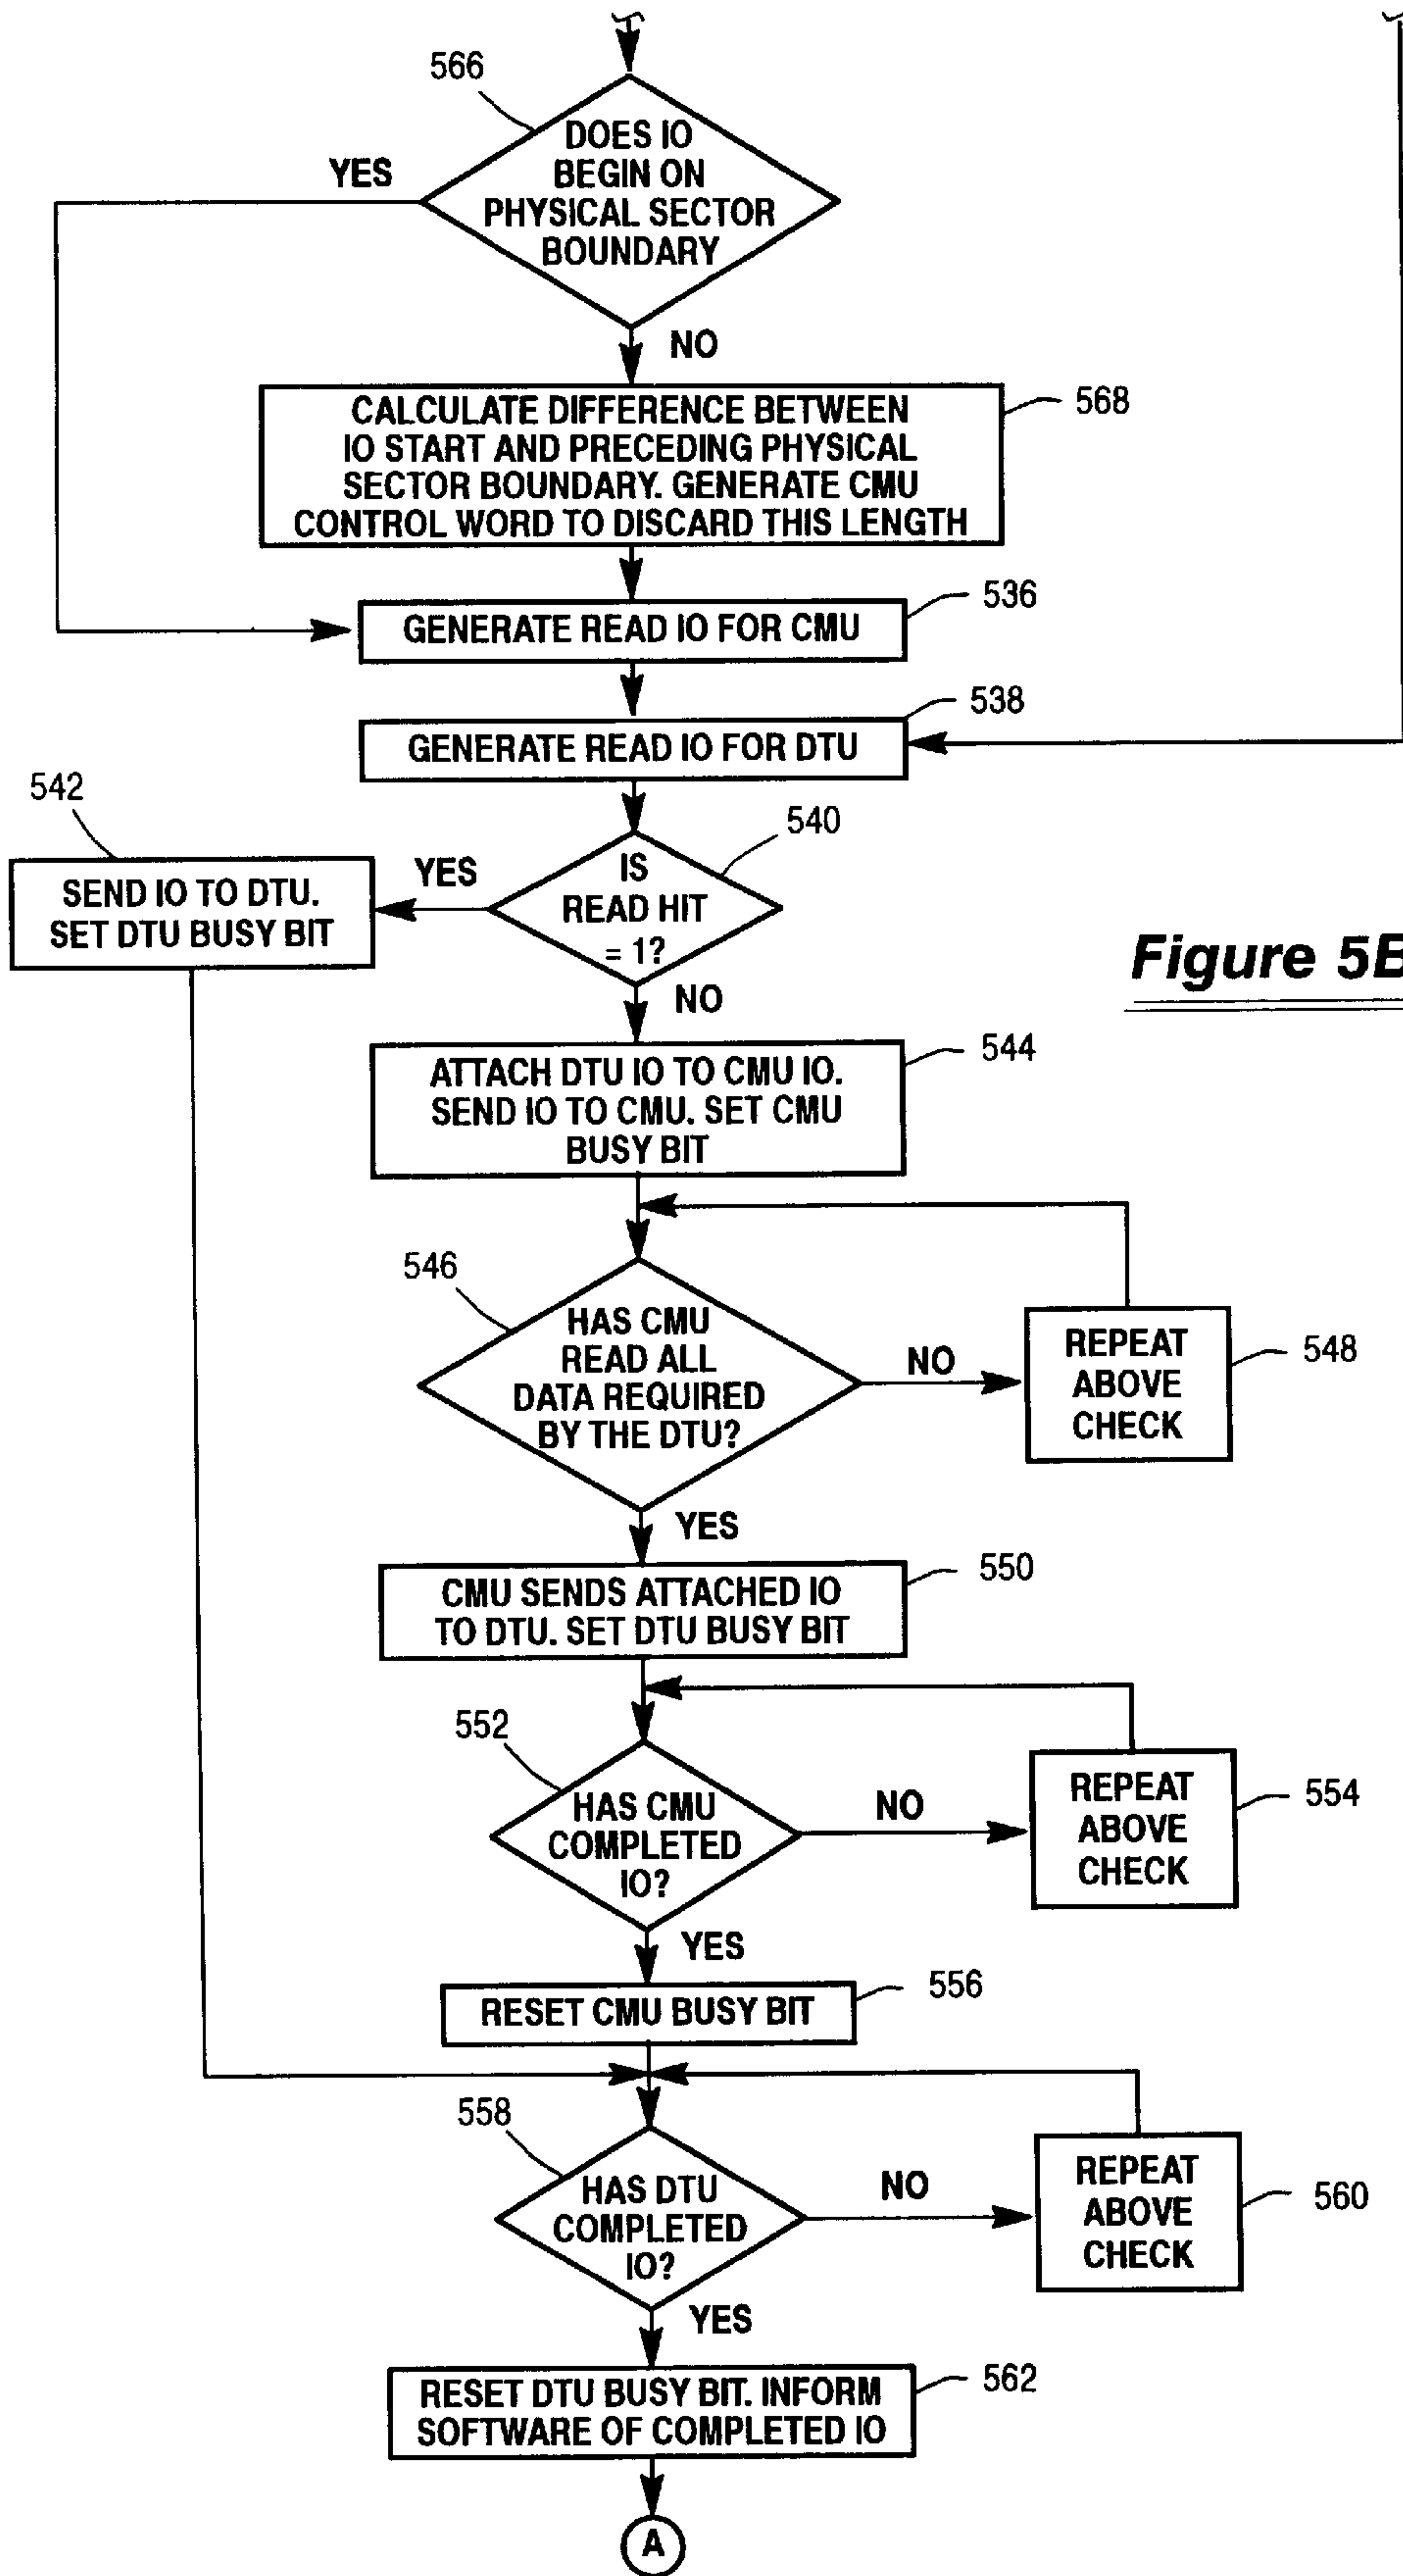 566
DOES IO
BEGIN ON
PHYSICAL SECTOR
BOUNDARY
YES
NO
CALCULATE DIFFERENCE BETWEEN
IO START AND PRECEDING PHYSICAL
SECTOR BOUNDARY. GENERATE CMU
CONTROL WORD TO DISCARD THIS LENGTH
568
GENERATE READ IO FOR CMU
536
GENERATE READ IO FOR DTU
538
542
SEND IO TO DTU.
SET DTU BUSY BIT
YES
IS
READ HIT
= 1?
540
NO
Figure 5B
ATTACH DTU IO TO CMU IO.
SEND IO TO CMU. SET CMU
BUSY BIT
544
546
HAS CMU
READ ALL
DATA REQUIRED
BY THE DTU?
NO
REPEAT
ABOVE
CHECK
548
YES
CMU SENDS ATTACHED IO
TO DTU. SET DTU BUSY BIT
550
552
HAS CMU
COMPLETED
IO?
NO
REPEAT
ABOVE
CHECK
554
YES
RESET CMU BUSY BIT
556
558
HAS DTU
COMPLETED
IO?
NO
REPEAT
ABOVE
CHECK
560
YES
RESET DTU BUSY BIT. INFORM
SOFTWARE OF COMPLETED IO
562
A